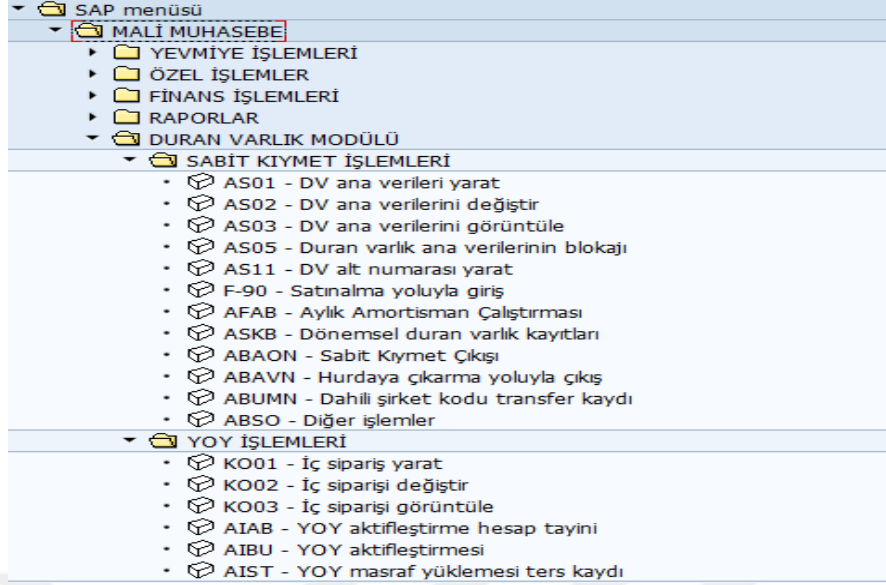 SAP menüsü
MALİ MUHASEBE
YEVMİYE İŞLEMLERİ
ÖZEL İŞLEMLER
FİNANS İŞLEMLERİ
RAPORLAR
DURAN VARLIK MODÜLÜ
SABİT KIYMET İŞLEMLERİ
AS01 - DV ana verileri yarat
AS02 - DV ana verilerini değiştir
AS03 - DV ana verilerini görüntüle
AS05 - Duran varlık ana verilerinin blokajı
AS11 - DV alt numarası yarat
F-90 - Satınalma yoluyla giriş
AFAB - Aylık Amortisman Çalıştırması
ASKB - Dönemsel duran varlık kayıtları
ABAON - Sabit Kıymet Çıkışı
ABAVN - Hurdaya çıkarma yoluyla çıkış
ABUMN - Dahili şirket kodu transfer kaydı
ABSO - Diğer işlemler
YOY İŞLEMLERİ
KO01 - İç sipariş yarat
KO02 - İç siparişi değiştir
KO03 - İç siparişi görüntüle
AIAB - YOY aktifleştirme hesap tayini
AIBU - YOY aktifleştirmesi
AIST - YOY masraf yüklemesi ters kaydı